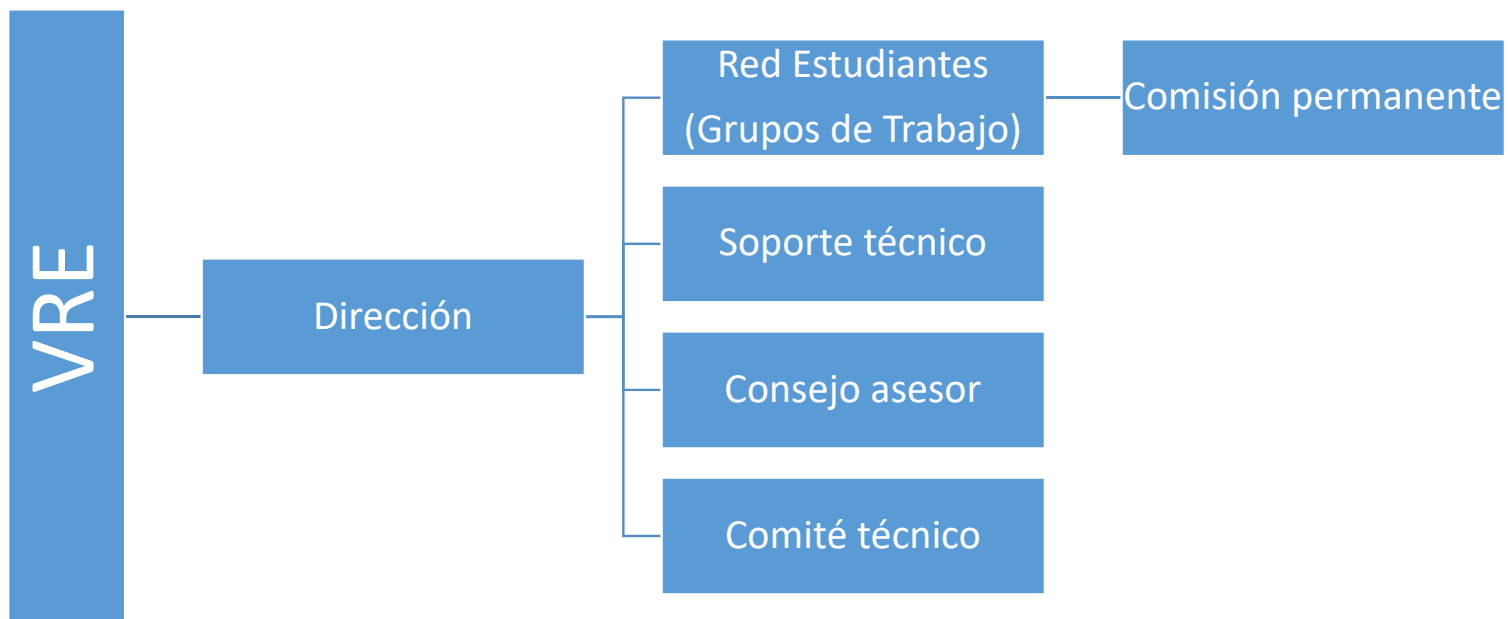 VRE
Dirección
Red Estudiantes
(Grupos de Trabajo)
Comisión permanente
Soporte técnico
Consejo asesor
Comité técnico